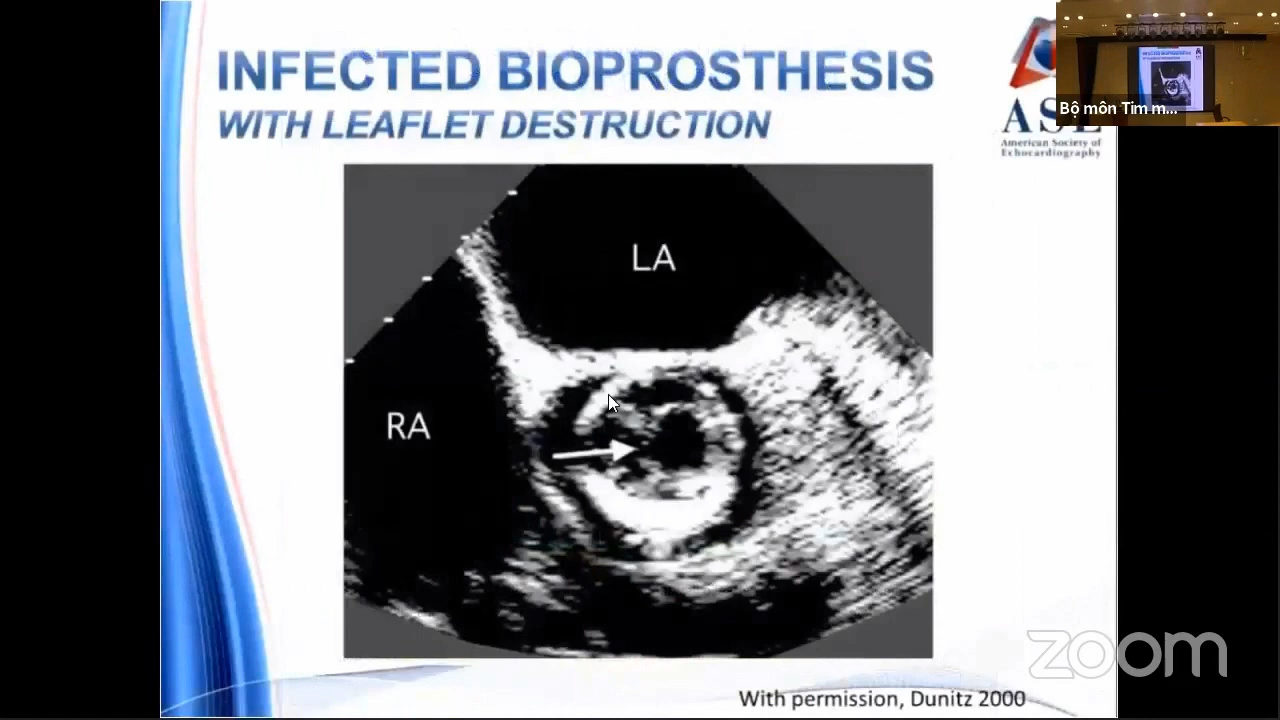 INFECTED BIOPROSTHESIS
WITH LEAFLET DESTRUCTION
Bộ môn Tim m...
American Society of
Echocardiography
LA
RA
zoom
With permission, Dunitz 2000